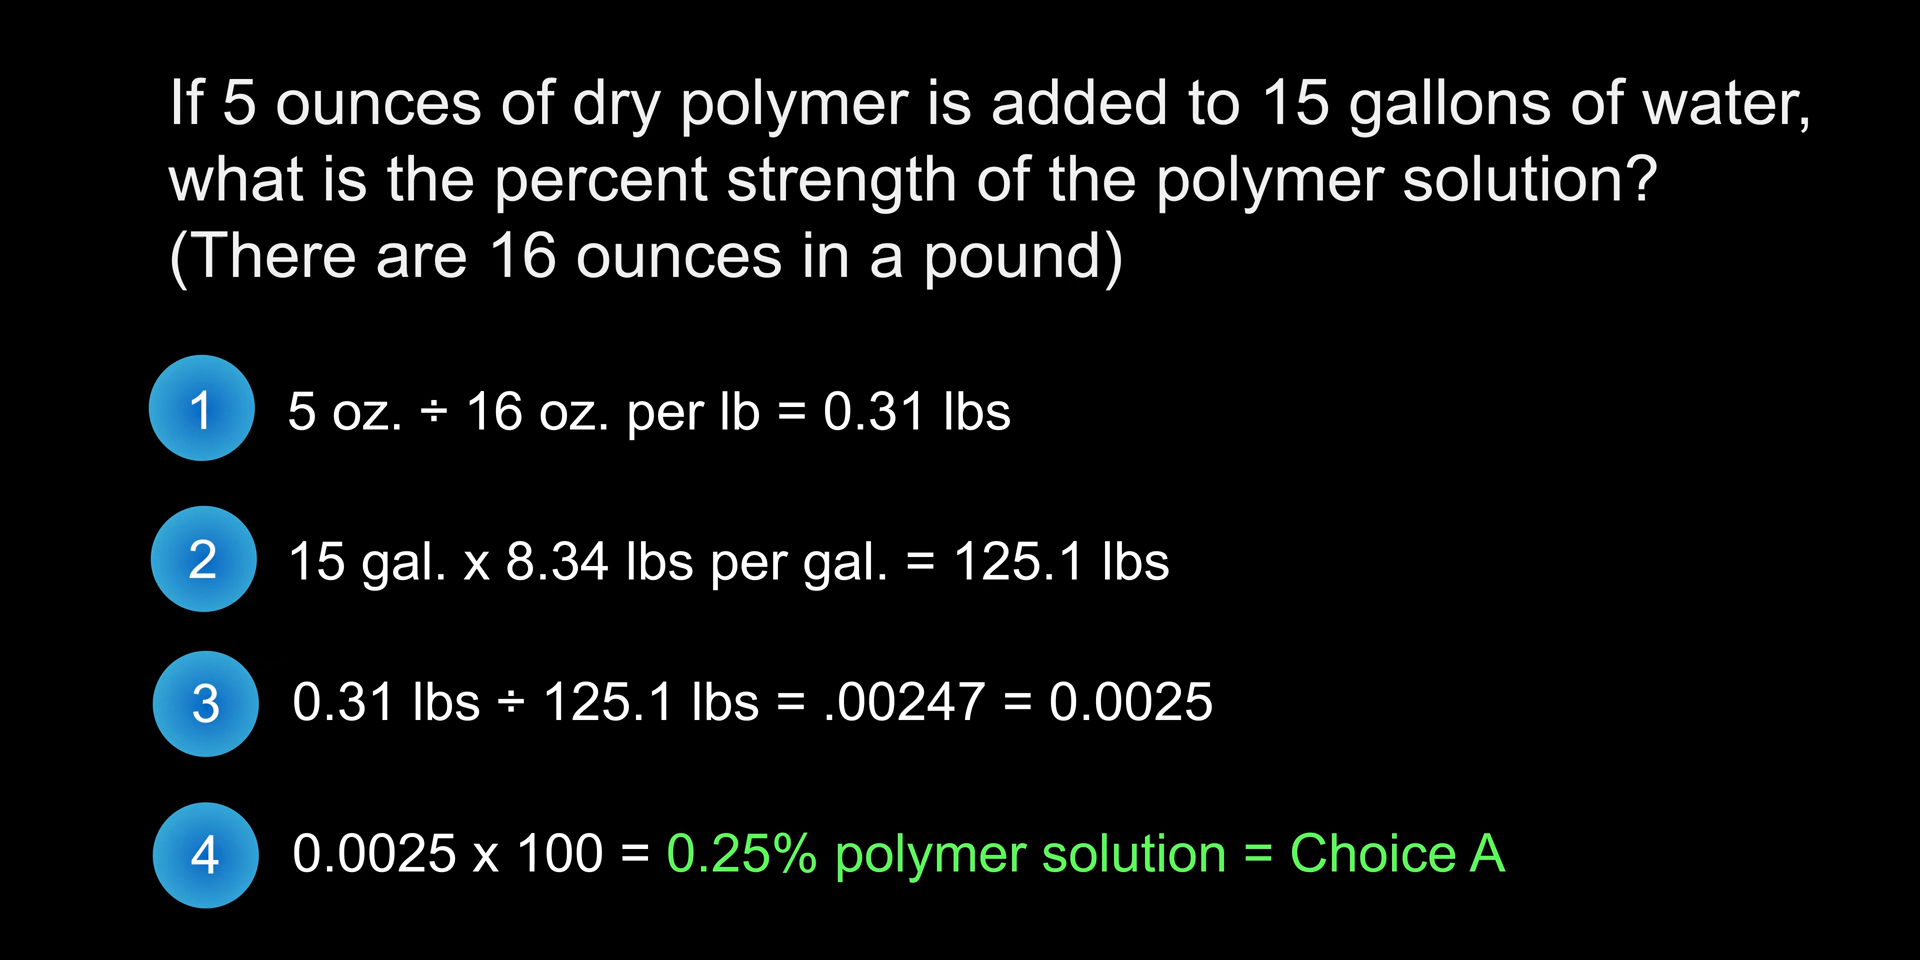 If 5 ounces of dry polymer is added to 15 gallons of water,
what is the percent strength of the polymer solution?
(There are 16 ounces in a pound)
1 5 oz. ÷ 16 oz. per lb = 0.31 lbs
2 15 gal. x 8.34 lbs per gal. = 125.1 lbs
3 0.31 lbs ÷ 125.1 lbs = .00247 = 0.0025
4 0.0025 x 100 = 0.25% polymer solution = Choice A